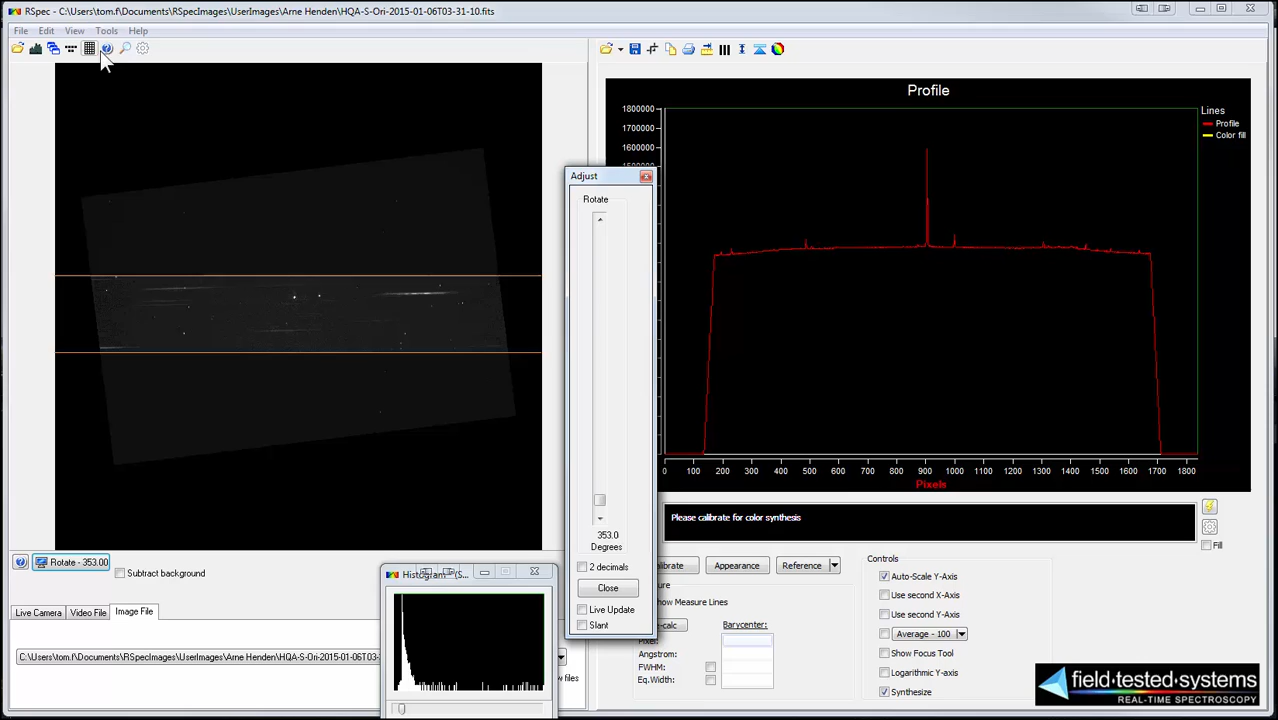 RSpec - C:\Users\tom.f\Documents\RSpecImages\UserImages\Arne Henden\HQA-S-Ori-2015-01-06T03-31-10.fits
File Edit View Tools Help
Profile
Lines
Profile
Color fill
1800000
1700000
1600000
0 100 200 300 400 500 600 700 800 900 1000 1100 1200 1300 1400 1500 1600 1700 1800
Pixels
Adjust
Rotate
353.0
Degrees
2 decimals
Close
Live Update
Slant
Please calibrate for color synthesis
Fill
Rotate - 353.00
Subtract background
Live Camera Video File Image File
C:\Users\tom.f\Documents\RSpecImages\UserImages\Arne Henden\HQA-S-Ori-2015-01-06T03-3
Histogram (S...
Appearance
Reference
Measure Lines
Barycenter:
Angstrom:
FWHM:
Eq.Width:
Controls
Auto-Scale Y-Axis
Use second X-Axis
Use second Y-Axis
Average - 100
Show Focus Tool
Logarithmic Y-axis
Synthesize
field·tested·systems
REAL-TIME SPECTROSCOPY